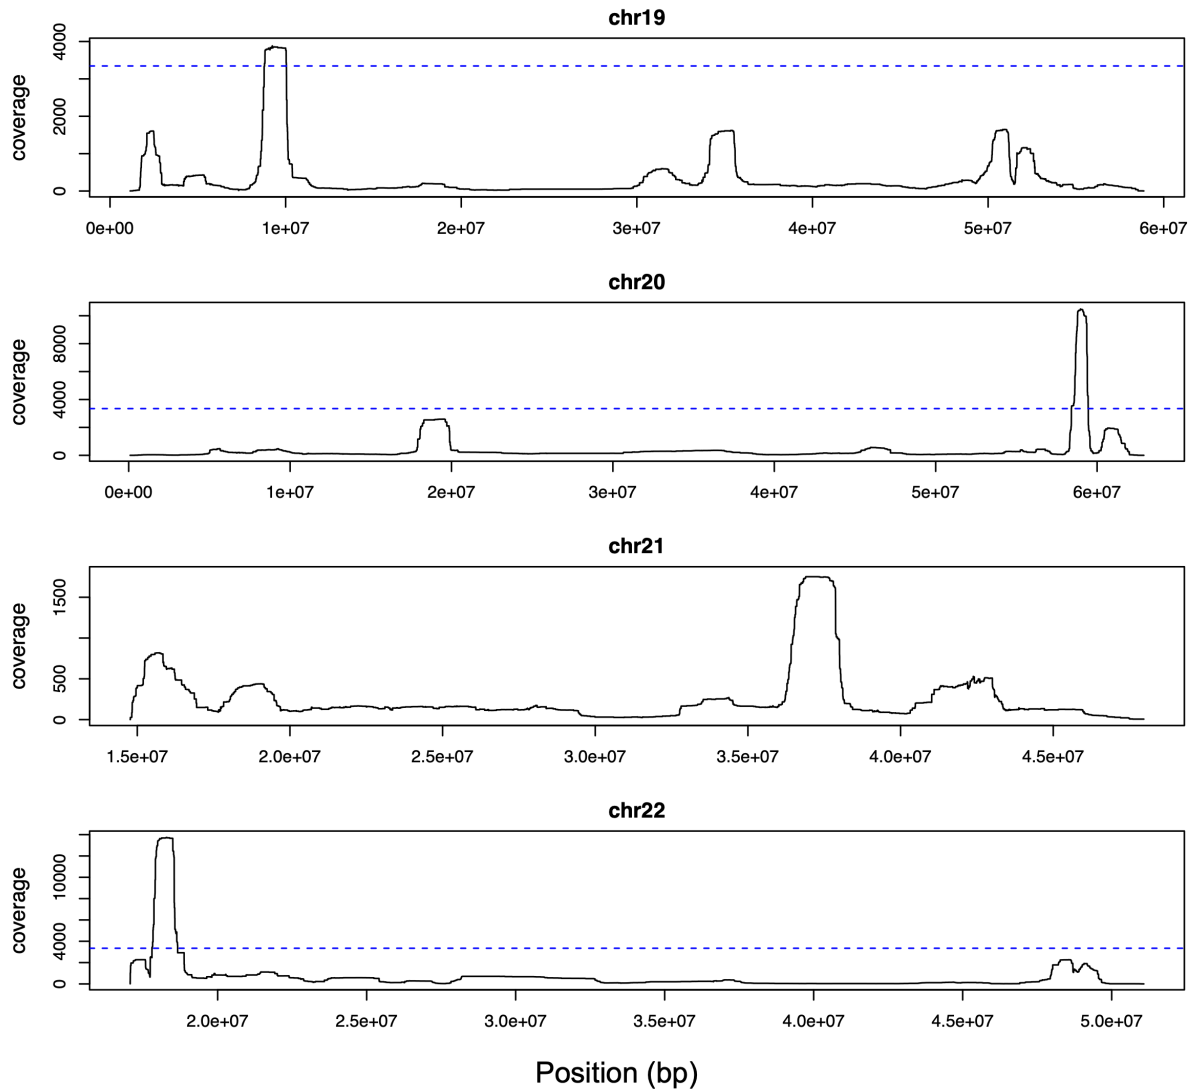 chr19
coverage
0 2000 4000
0e+00 1e+07 2e+07 3e+07 4e+07 5e+07 6e+07
chr20
coverage
0 4000 8000
0e+00 1e+07 2e+07 3e+07 4e+07 5e+07 6e+07
chr21
coverage
0 500 1500
1.5e+07 2.0e+07 2.5e+07 3.0e+07 3.5e+07 4.0e+07 4.5e+07
chr22
coverage
0 4000 10000
2.0e+07 2.5e+07 3.0e+07 3.5e+07 4.0e+07 4.5e+07 5.0e+07
Position (bp)